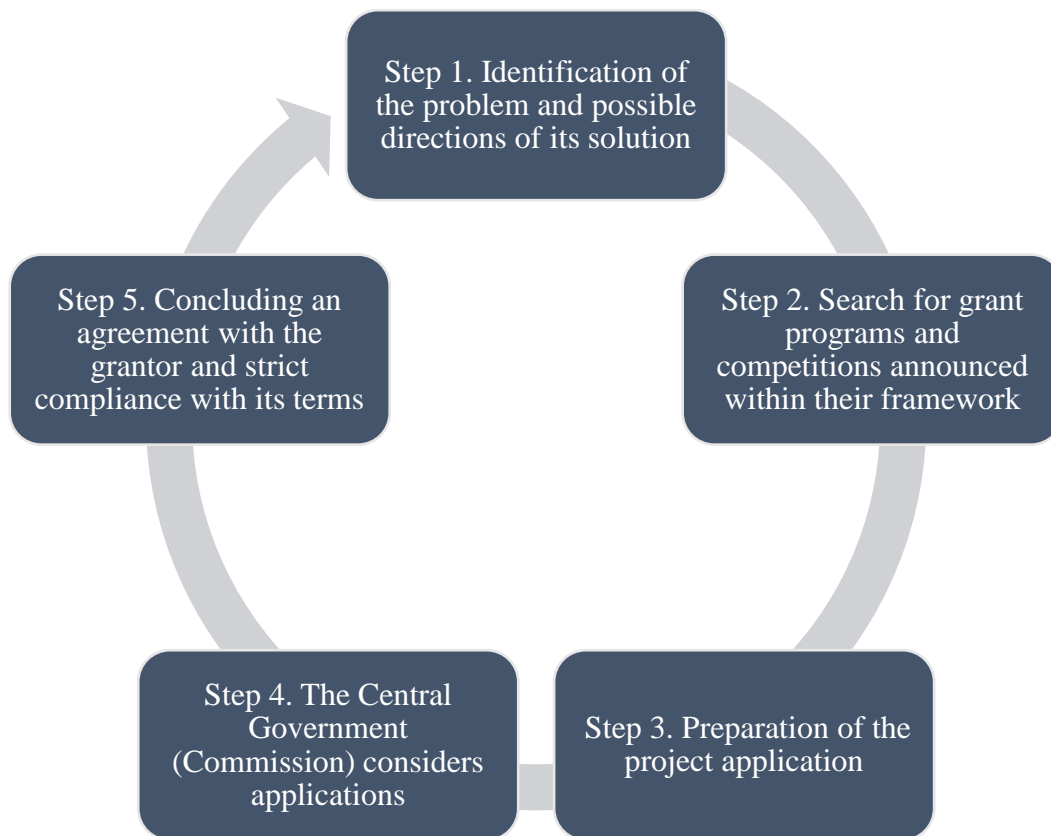 Step 1. Identification of
the problem and possible
directions of its solution
Step 2. Search for grant
programs and
competitions announced
within their framework
Step 3. Preparation of the
project application
Step 4. The Central
Government
(Commission) considers
applications
Step 5. Concluding an
agreement with the
grantor and strict
compliance with its terms